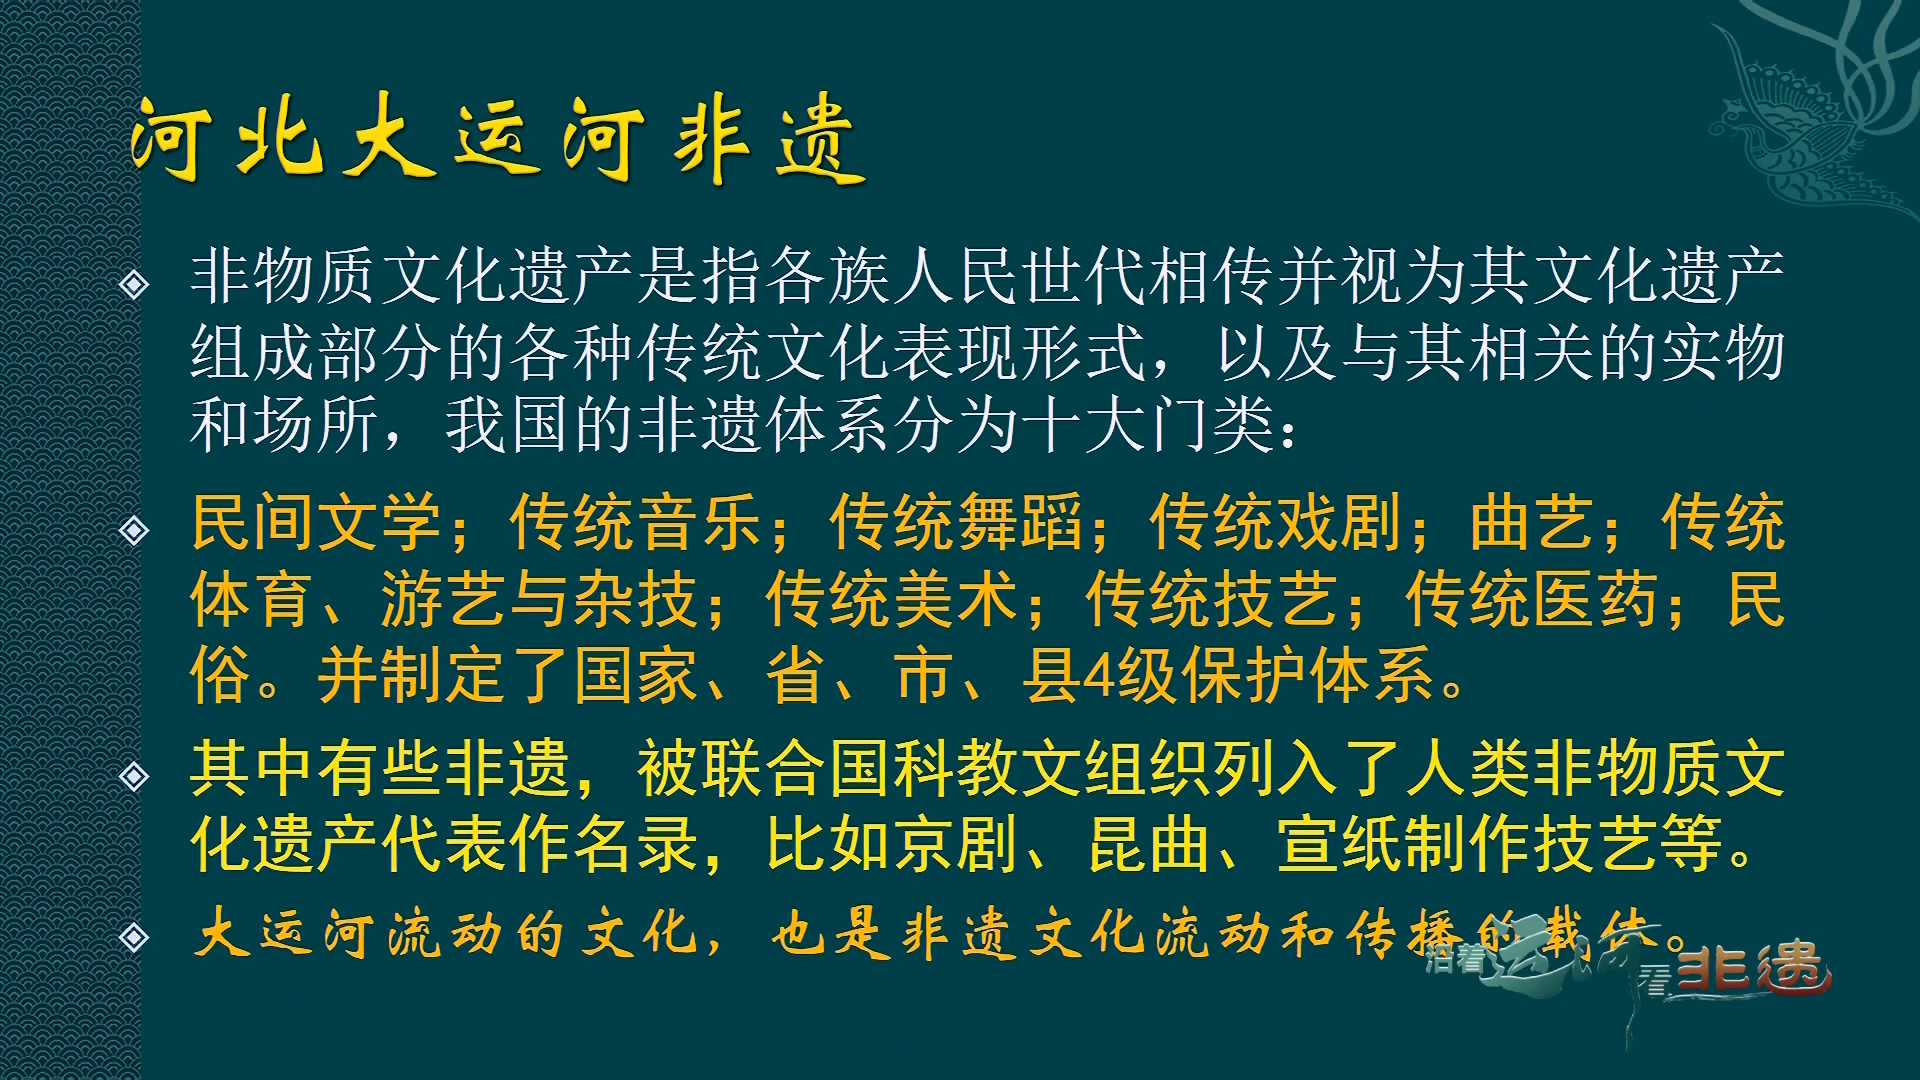 河北大运河非遗
非物质文化遗产是指各族人民世代相传并视为其文化遗产
组成部分的各种传统文化表现形式，以及与其相关的实物
和场所，我国的非遗体系分为十大门类：
民间文学；传统音乐；传统舞蹈；传统戏剧；曲艺；传统
体育、游艺与杂技；传统美术；传统技艺；传统医药；民
俗。并制定了国家、省、市、县4级保护体系。
其中有些非遗，被联合国科教文组织列入了人类非物质文
化遗产代表作名录，比如京剧、昆曲、宣纸制作技艺等。
大运河流动的文化，也是非遗文化流动和传播的载体。
沿着运河看非遗